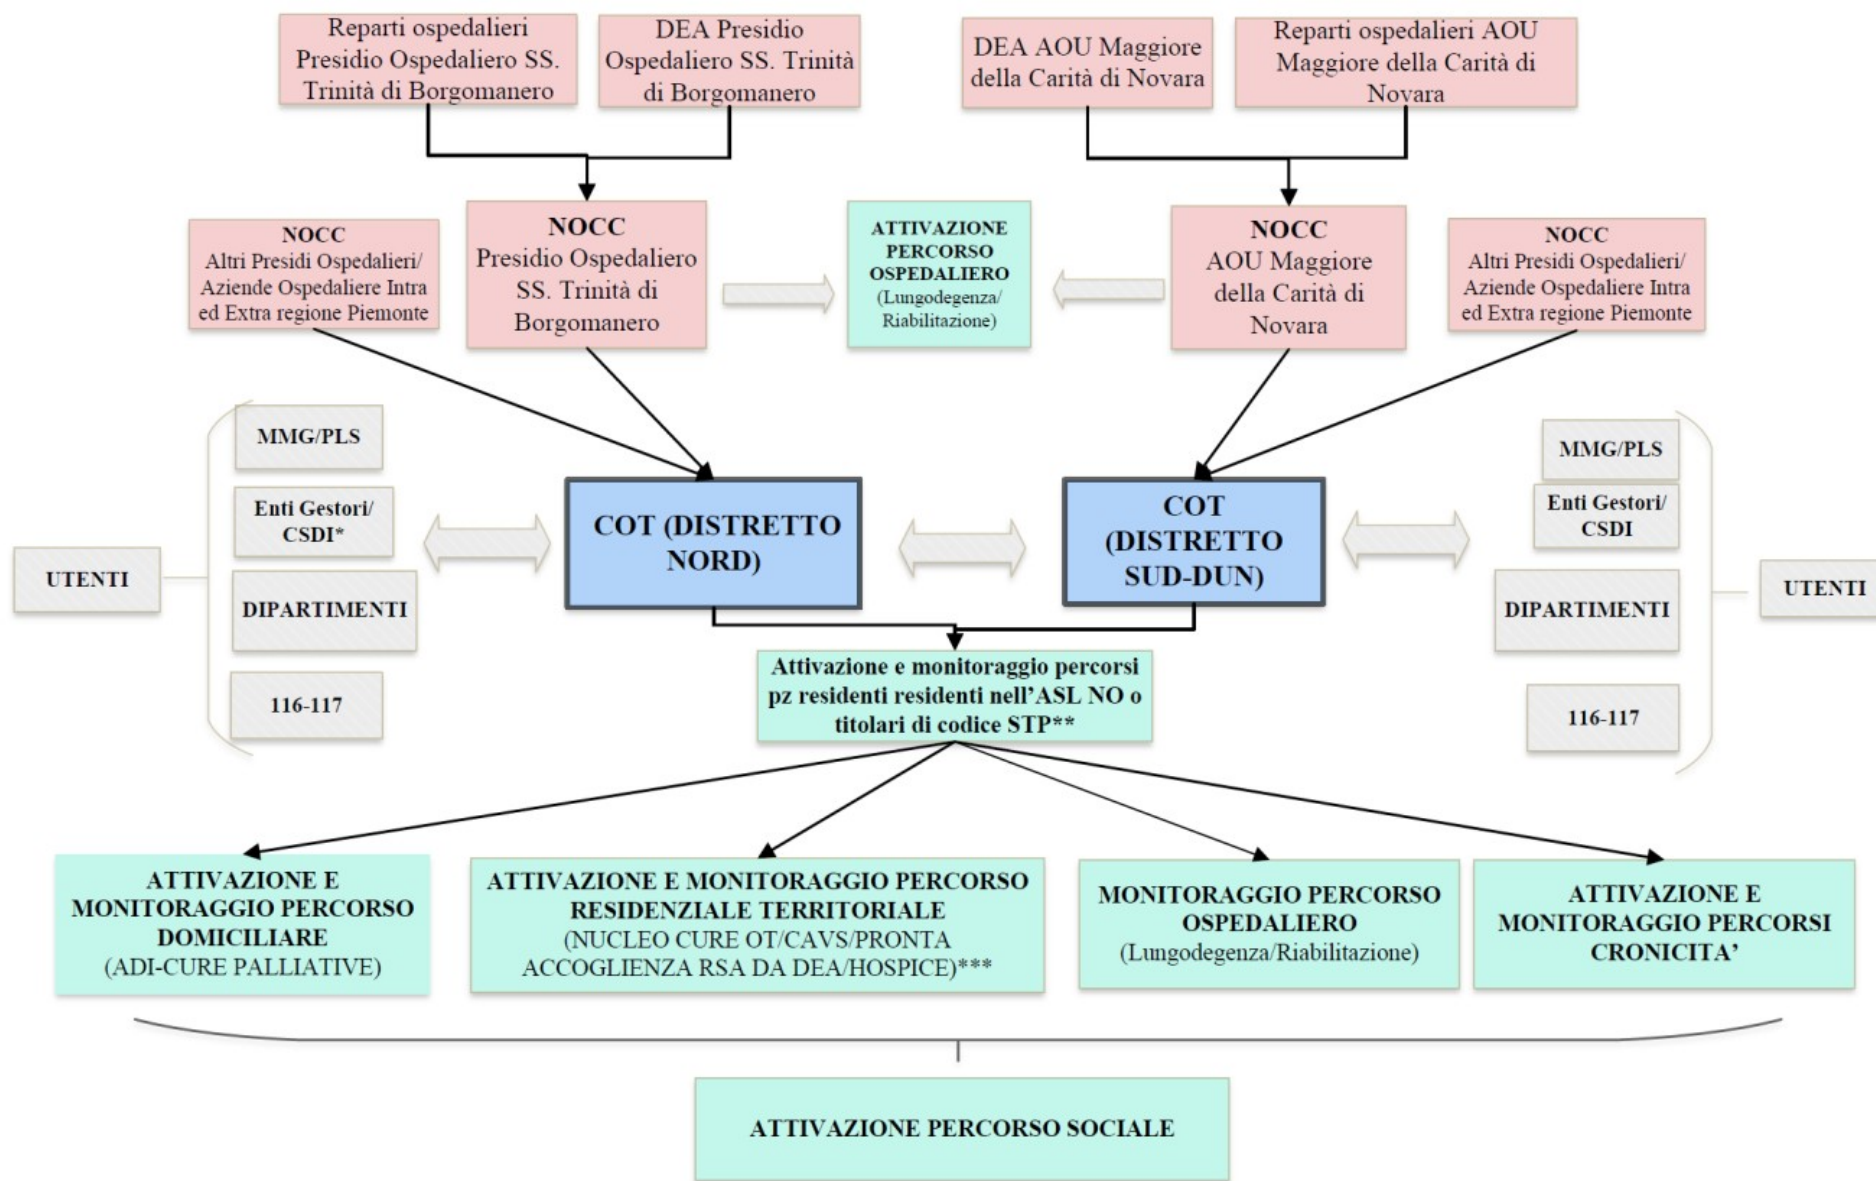 Reparti ospedalieri
Presidio Ospedaliero SS.
Trinità di Borgomanero
DEA Presidio
Ospedaliero SS. Trinità
di Borgomanero
DEA AOU Maggiore
della Carità di Novara
Reparti ospedalieri AOU
Maggiore della Carità di
Novara
NOCC
Altri Presidi Ospedalieri/
Aziende Ospedaliere Intra
ed Extra regione Piemonte
NOCC
Presidio Ospedaliero
SS. Trinità di
Borgomanero
ATTIVAZIONE
PERCORSO
OSPEDALIERO
(Lungodegenza/
Riabilitazione)
NOCC
AOU Maggiore
della Carità di
Novara
NOCC
Altri Presidi Ospedalieri/
Aziende Ospedaliere Intra
ed Extra regione Piemonte
UTENTI
MMG/PLS
Enti Gestori/
CSDI*
DIPARTIMENTI
116-117
COT (DISTRETTO
NORD)
COT
(DISTRETTO
SUD-DUN)
MMG/PLS
Enti Gestori/
CSDI
DIPARTIMENTI
116-117
UTENTI
Attivazione e monitoraggio percorsi
pz residenti residenti nell'ASL NO o
titolari di codice STP**
ATTIVAZIONE E
MONITORAGGIO PERCORSO
DOMICILIARE
(ADI-CURE PALLIATIVE)
ATTIVAZIONE E MONITORAGGIO PERCORSO
RESIDENZIALE TERRITORIALE
(NUCLEO CURE OT/CAVS/PRONTA
ACCOGLIENZA RSA DA DEA/HOSPICE)***
MONITORAGGIO PERCORSO
OSPEDALIERO
(Lungodegenza/Riabilitazione)
ATTIVAZIONE E
MONITORAGGIO PERCORSI
CRONICITA’
ATTIVAZIONE PERCORSO SOCIALE